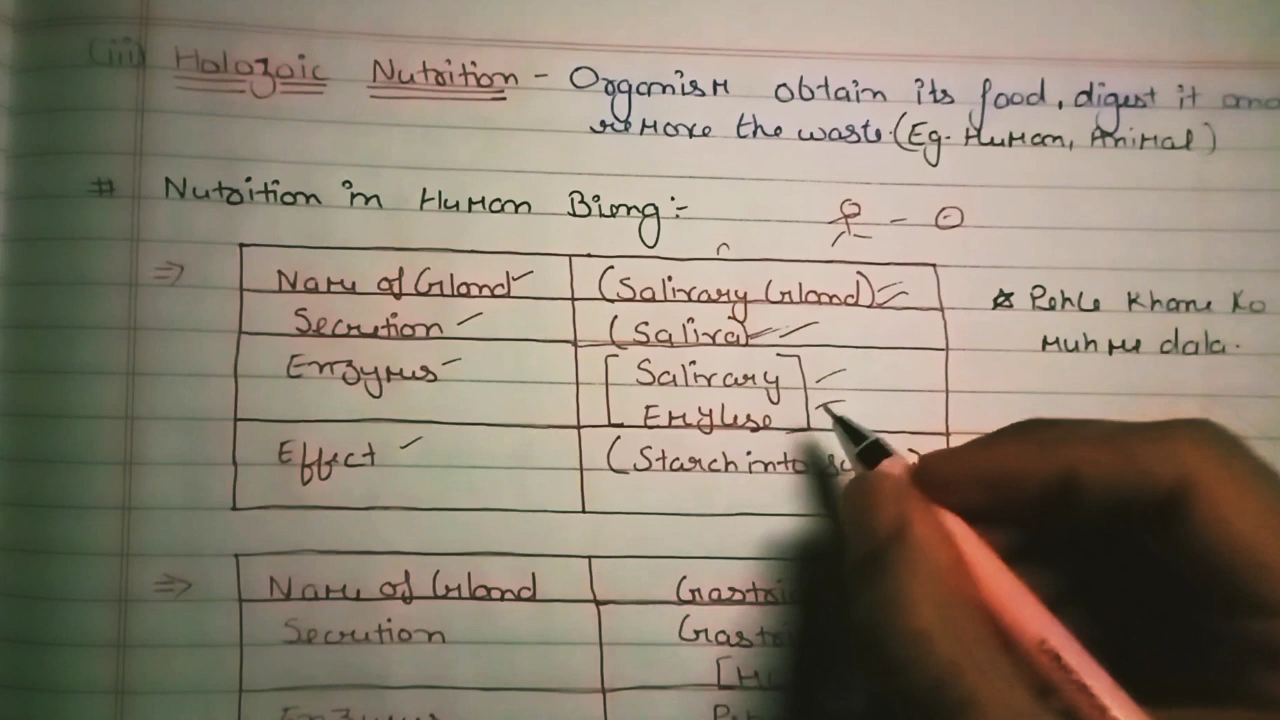 (iii) Holozoic Nutrition - Organism obtain its food, digest it and
remove the waste. (Eg. Human, Animal)
# Nutrition in Human Biong :-
⇒ Name of Gland (Salivary Gland)
Secretion (Saliva)
Enzymes [Salivary
Emylese]
Effect (Starch into
☆ Pehle Khane Ko
muh me dala.
⇒ Name of Gland Gastri
Secretion Gastri